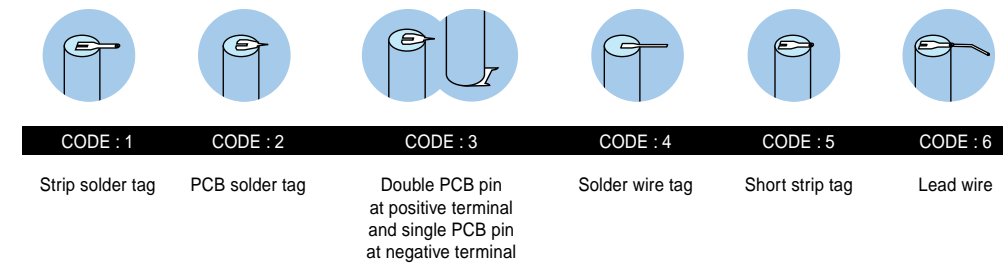 CODE : 1
CODE : 2
CODE : 3
CODE : 4
CODE : 5
CODE : 6
Strip solder tag
PCB solder tag
Double PCB pin
at positive terminal
and single PCB pin
at negative terminal
Solder wire tag
Short strip tag
Lead wire